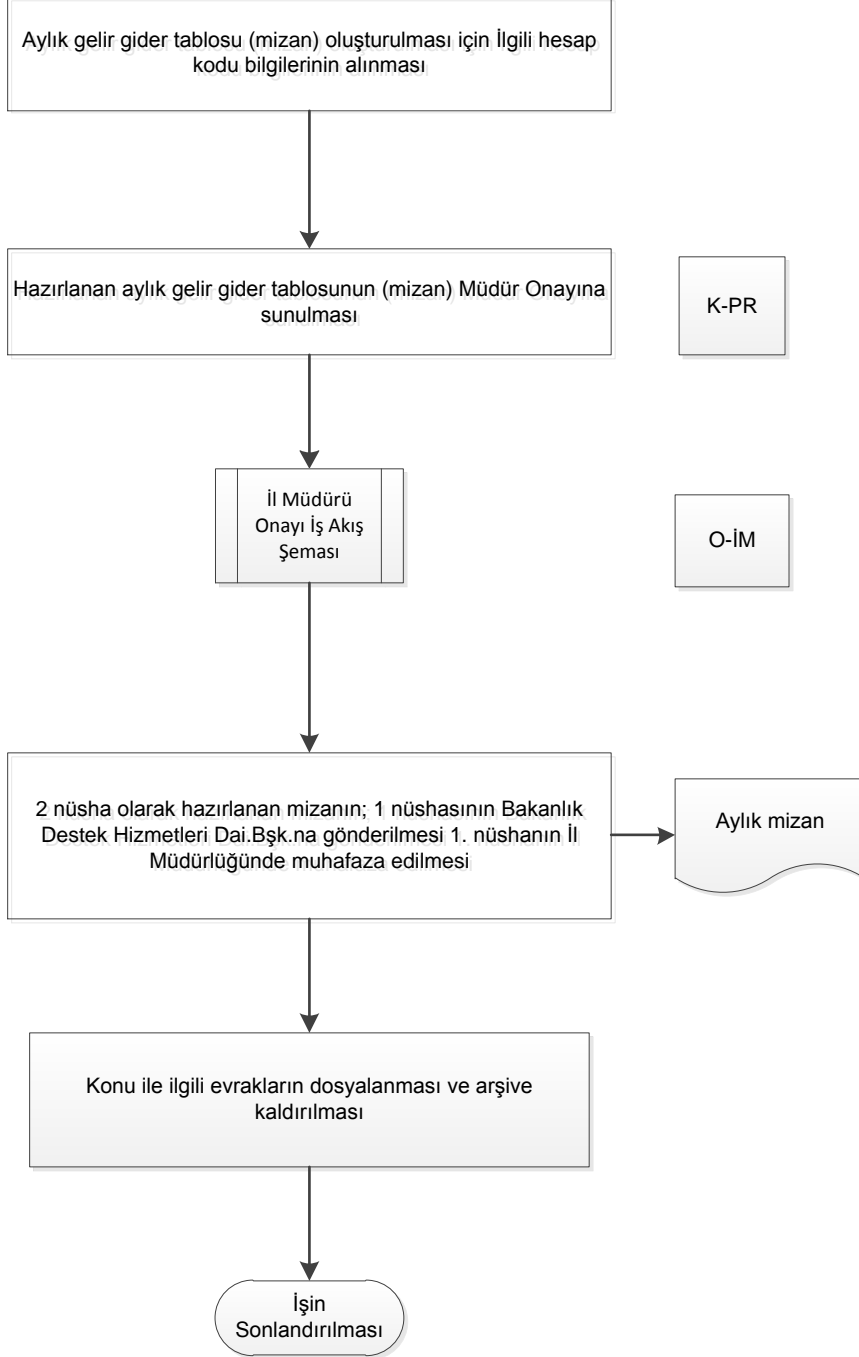 Aylık gelir gider tablosu (mizan) oluşturulması için İlgili hesap
kodu bilgilerinin alınması
Hazırlanan aylık gelir gider tablosunun (mizan) Müdür Onayına
sunulması
K-PR
İl Müdürü
Onayı İş Akış
Şeması
O-İM
2 nüsha olarak hazırlanan mizanın; 1 nüshasının Bakanlık
Destek Hizmetleri Dai.Bşk.na gönderilmesi 1. nüshanın İl
Müdürlüğünde muhafaza edilmesi
Aylık mizan
Konu ile ilgili evrakların dosyalanması ve arşive
kaldırılması
İşin
Sonlandırılması